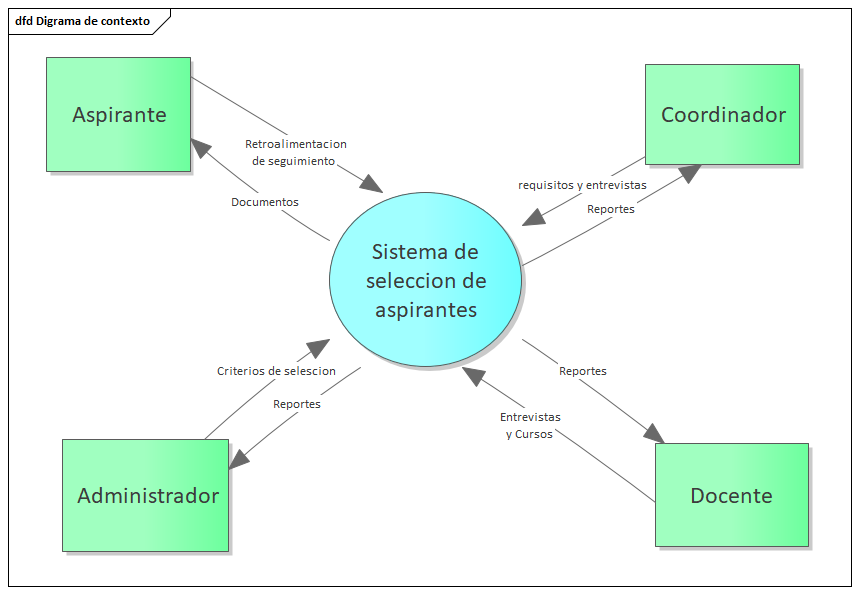 dfd Digrama de contexto
Aspirante
Coordinador
Retroalimentacion
de seguimiento
requisitos y entrevistas
Documentos
Reportes
Sistema de
seleccion de
aspirantes
Criterios de selescion
Reportes
Reportes
Entrevistas
y Cursos
Administrador
Docente